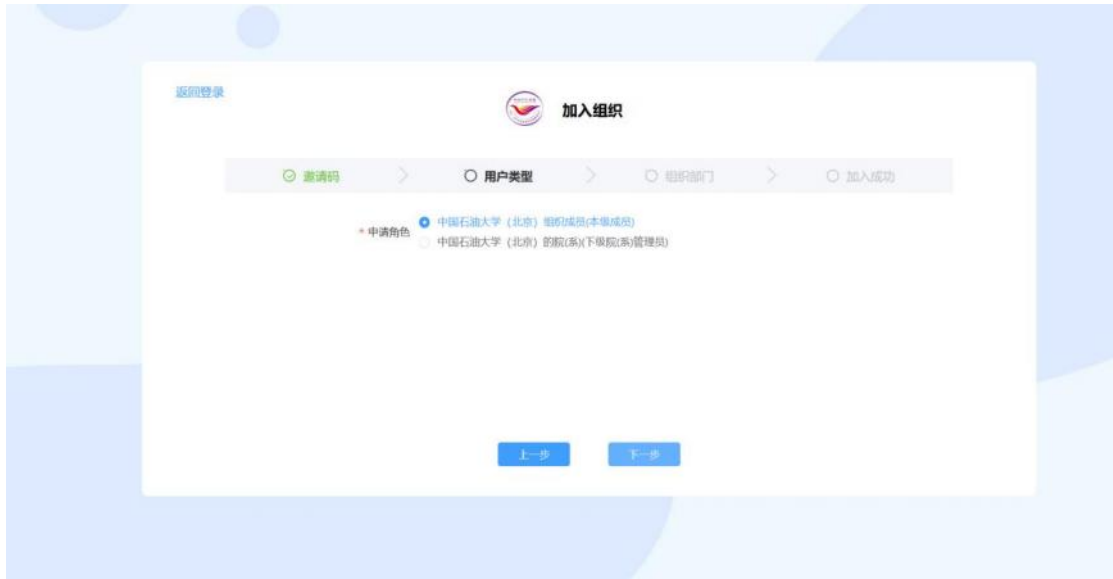 返回登录
加入组织
邀请码
用户类型
组织部门
加入成功
* 申请角色
中国石油大学（北京）组织成员(本级成员)
中国石油大学（北京）的院(系)(下级院(系)管理员)
上一步
下一步